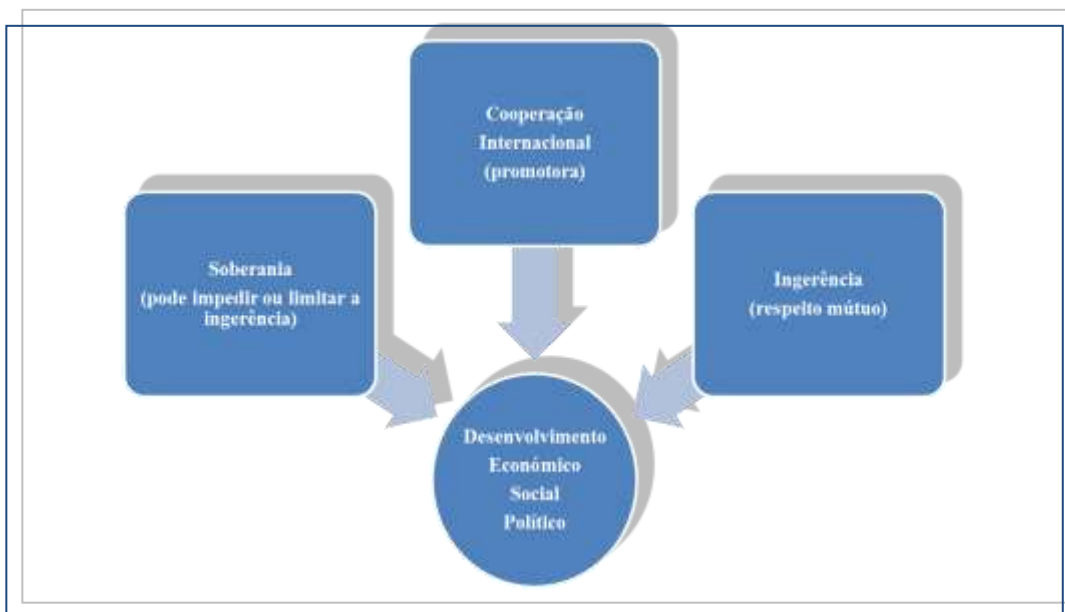 Cooperação
Internacional
(promotora)
Soberania
(pode impedir ou limitar a
ingerência)
Ingerência
(respeito mútuo)
Desenvolvimento
Económico
Social
Político